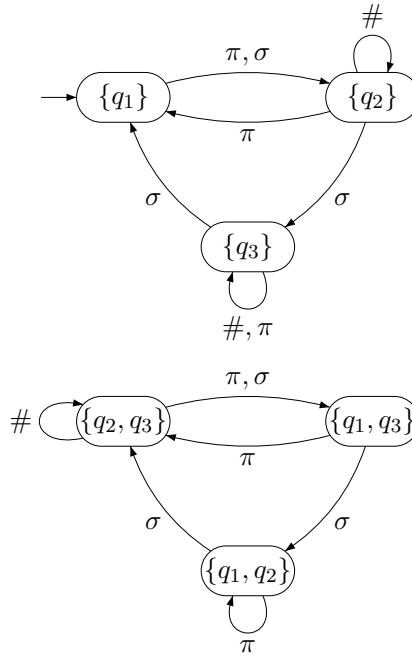 #
π, σ
{q₁}
{q₂}
π
σ
σ
{q₃}
#, π
π, σ
#
{q₂, q₃}
{q₁, q₃}
π
σ
σ
{q₁, q₂}
π